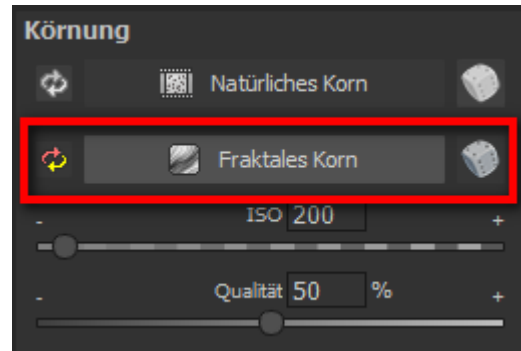 Körnung
Natürliches Korn
Fraktales Korn
- ISO 200 +
- Qualität 50 % +